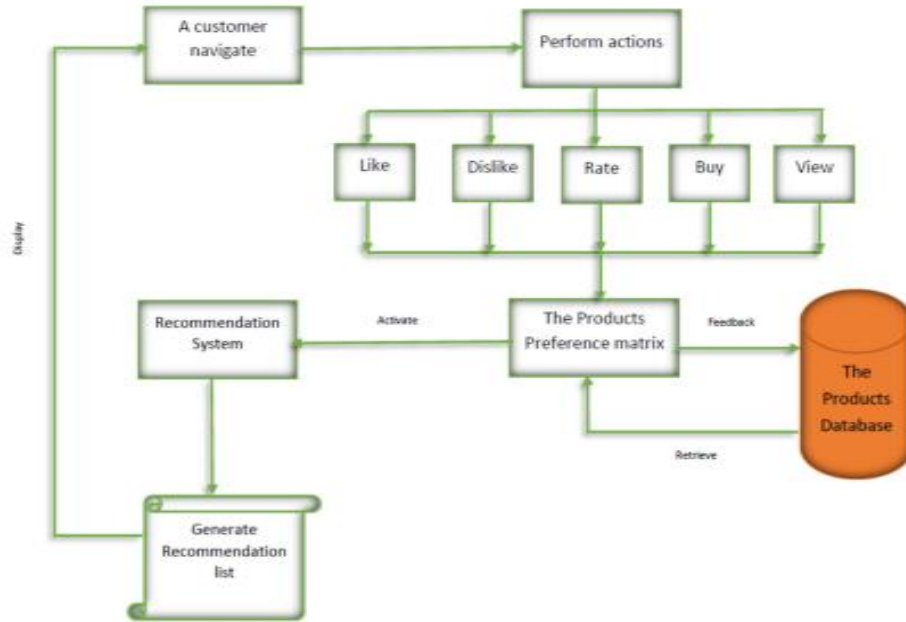 A customer
navigate
Perform actions
Like
Dislike
Rate
Buy
View
Display
Recommendation
System
Activate
The Products
Preference matrix
Feedback
The
Products
Database
Retrieve
Generate
Recommendation
list